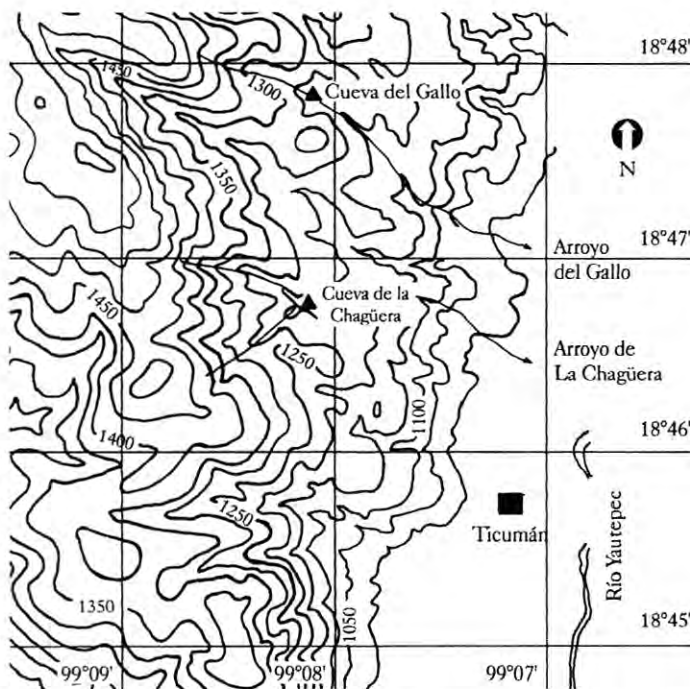 18°48'
1450
1300
Cueva del Gallo
N
1350
18°47'
Arroyo
del Gallo
1450
Cueva de la
Chagüera
Arroyo de
La Chagüera
1250
1100
18°46'
1400
1250
Ticumán
Río Yautepec
1350
1050
18°45'
99°09'
99°08'
99°07'